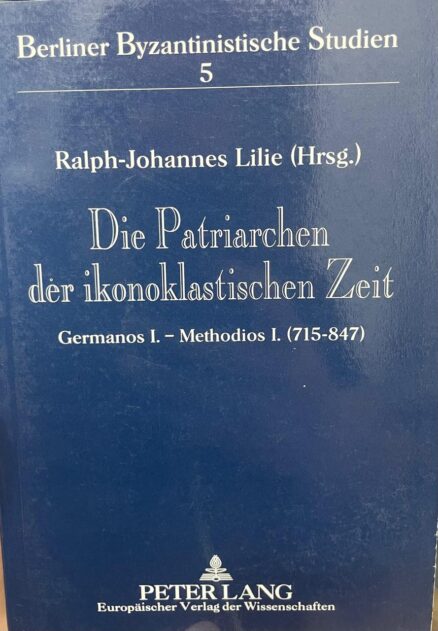 Berliner Byzantinistische Studien
5
Ralph-Johannes Lilie (Hrsg.)
Die Patriarchen
der ikonoklastischen Zeit
Germanos I. – Methodios I. (715-847)
PETER LANG
Europäischer Verlag der Wissenschaften